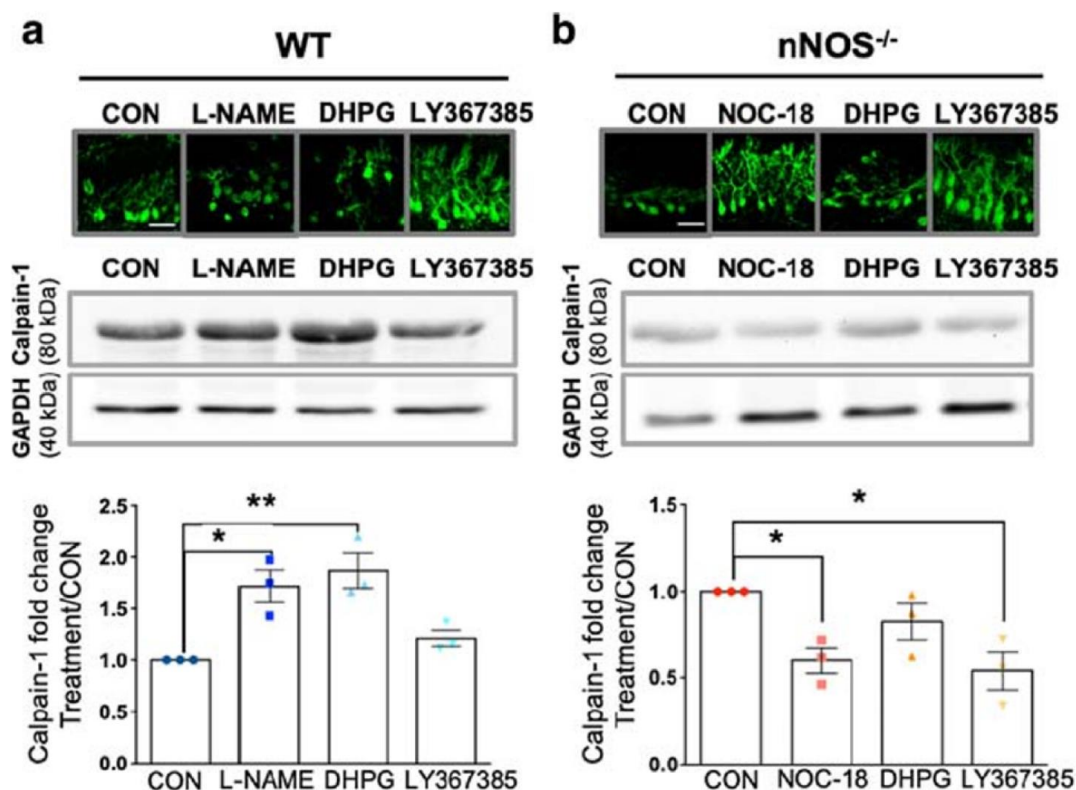 a
WT
CON L-NAME DHPG LY367385
CON L-NAME DHPG LY367385
Calpain-1
(80 kDa)
GAPDH
(40 kDa)
Calpain-1 fold change
Treatment/CON
2.5
2.0
1.5
1.0
0.5
0.0
**
*
CON L-NAME DHPG LY367385
b
nNOS-/-
CON NOC-18 DHPG LY367385
CON NOC-18 DHPG LY367385
Calpain-1
(80 kDa)
GAPDH
(40 kDa)
Calpain-1 fold change
Treatment/CON
1.5
1.0
0.5
0.0
*
*
CON NOC-18 DHPG LY367385